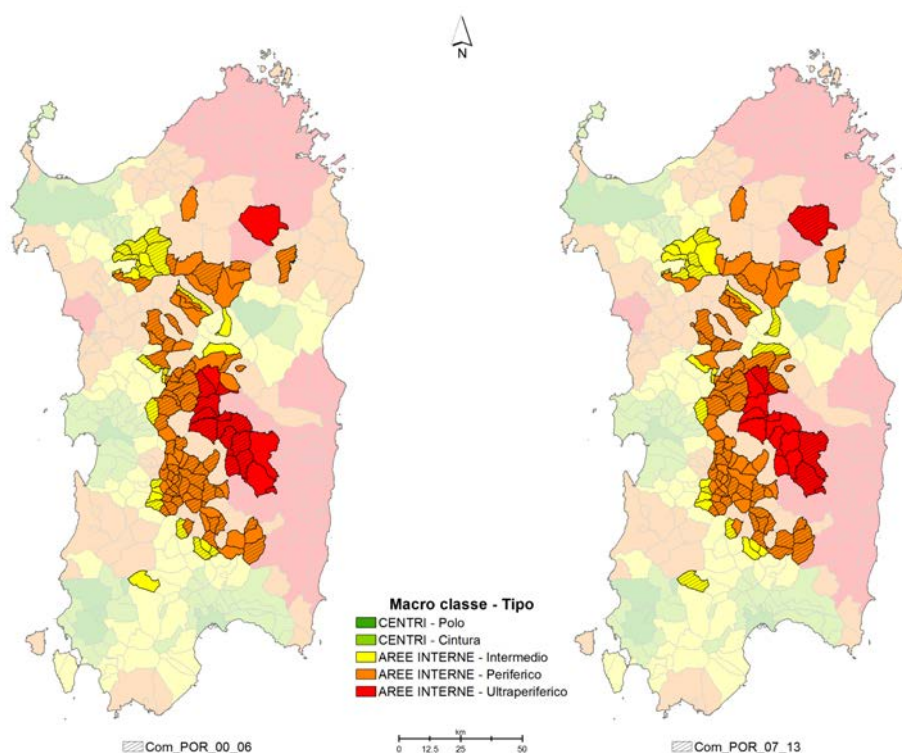 N
Macro classe - Tipo
CENTRI - Polo
CENTRI - Cintura
AREE INTERNE - Intermedio
AREE INTERNE - Periferico
AREE INTERNE - Ultraperiferico
Com_POR_00_06
km
0 12.5 25 50
Com_POR_07_13